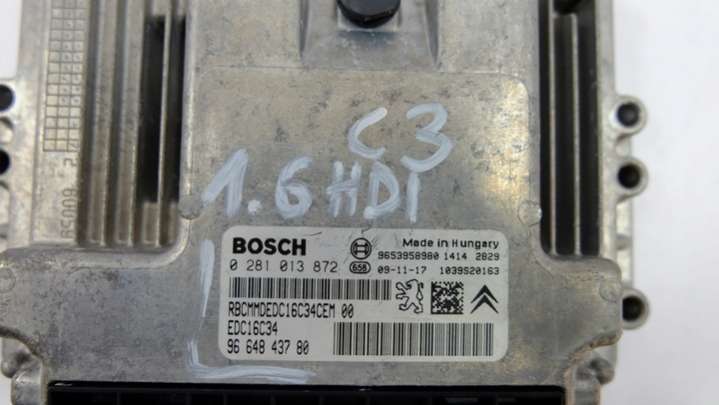 C3
1.6 HDI
BOSCH
Made in Hungary
9653958980 1414 2829
0 281 013 872
658
09-11-17 1039S20163
RBCMMDEDC16C34CEM 00
EDC16C34
96 648 437 80